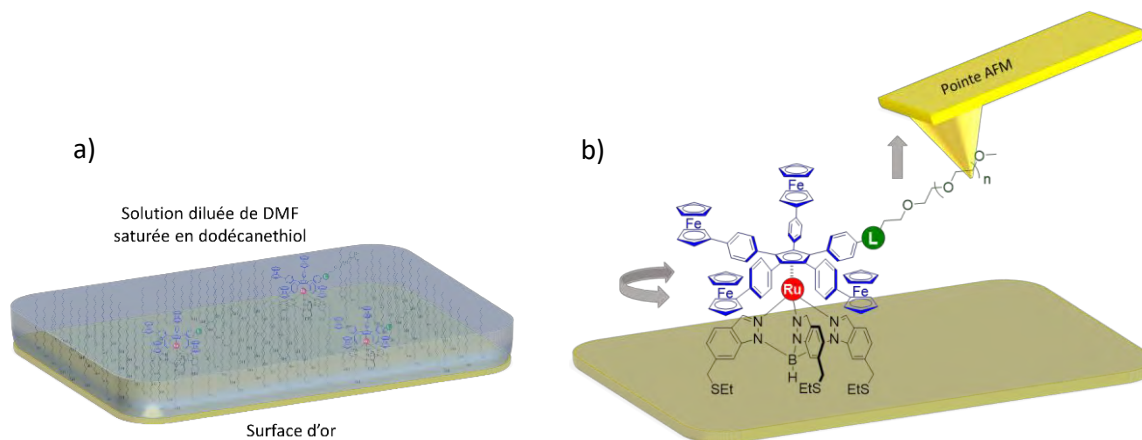 a)
Solution diluée de DMF
saturée en dodécanethiol
Surface d'or
b)
Pointe AFM
O
n
O
O
L
Fe
Fe
Fe
Fe
Ru
N N N
N N N
B
H
SEt EtS EtS